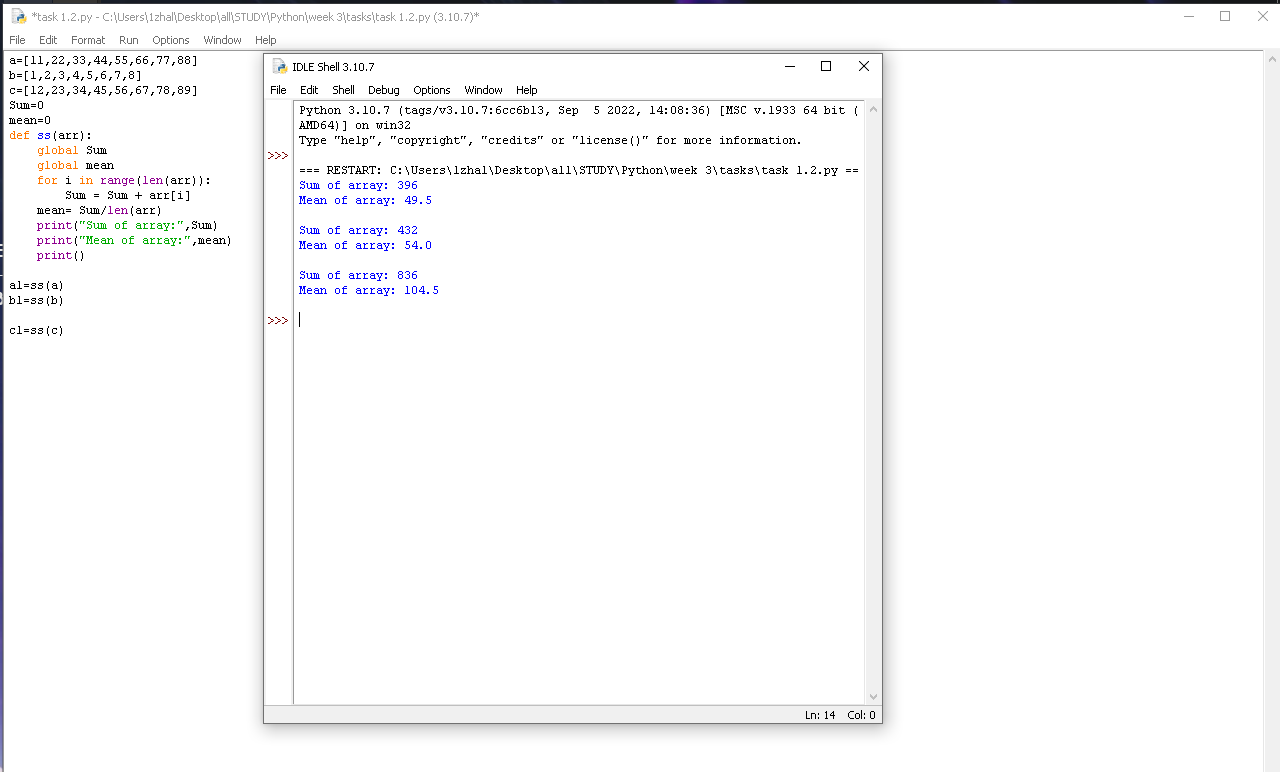 *task 1.2.py - C:\Users\1zhal\Desktop\all\STUDY\Python\week 3\tasks\task 1.2.py (3.10.7)*
File Edit Format Run Options Window Help
a=[11,22,33,44,55,66,77,88]
b=[1,2,3,4,5,6,7,8]
c=[12,23,34,45,56,67,78,89]
Sum=0
mean=0
def ss(arr):
    global Sum
    global mean
    for i in range(len(arr)):
        Sum = Sum + arr[i]
    mean= Sum/len(arr)
    print("Sum of array:",Sum)
    print("Mean of array:",mean)
    print()
a1=ss(a)
b1=ss(b)
c1=ss(c)
IDLE Shell 3.10.7
File Edit Shell Debug Options Window Help
Python 3.10.7 (tags/v3.10.7:6cc6b13, Sep  5 2022, 14:08:36) [MSC v.1933 64 bit (
AMD64)] on win32
Type "help", "copyright", "credits" or "license()" for more information.
>>>
=== RESTART: C:\Users\1zhal\Desktop\all\STUDY\Python\week 3\tasks\task 1.2.py ==
Sum of array: 396
Mean of array: 49.5
Sum of array: 432
Mean of array: 54.0
Sum of array: 836
Mean of array: 104.5
>>>
Ln: 14 Col: 0